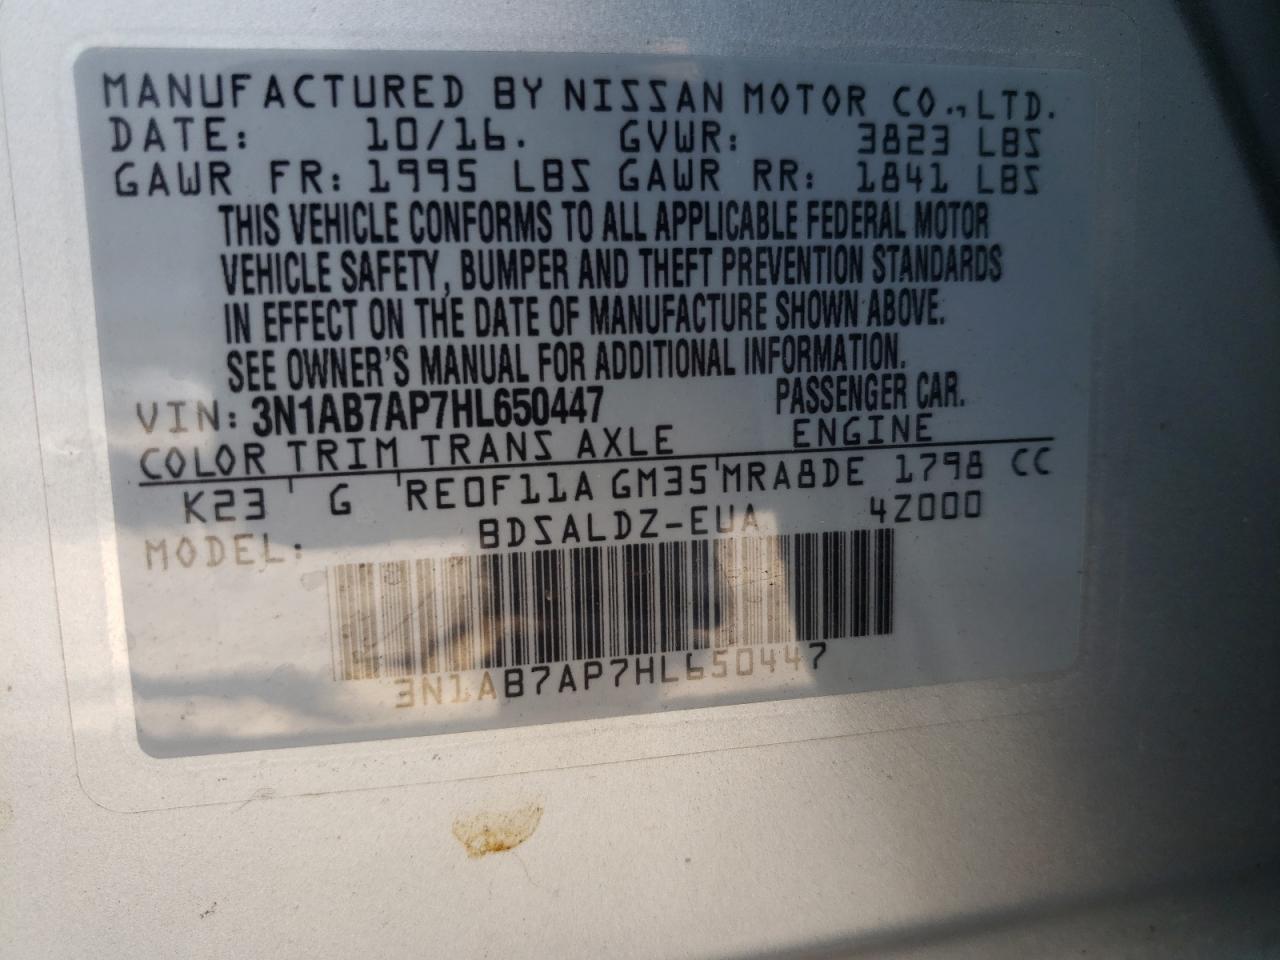 MANUFACTURED BY NISSAN MOTOR CO., LTD.
DATE: 10/16. GVWR: 3823 LBS
GAWR FR: 1995 LBS GAWR RR: 1841 LBS
THIS VEHICLE CONFORMS TO ALL APPLICABLE FEDERAL MOTOR
VEHICLE SAFETY, BUMPER AND THEFT PREVENTION STANDARDS
IN EFFECT ON THE DATE OF MANUFACTURE SHOWN ABOVE.
SEE OWNER'S MANUAL FOR ADDITIONAL INFORMATION.
VIN: 3N1AB7AP7HL650447 PASSENGER CAR.
COLOR TRIM TRANS AXLE ENGINE
K23 G RE0F11A GM35 MRA8DE 1798 CC
MODEL: BDSALDZ-EUA 4Z000
3N1AB7AP7HL650447